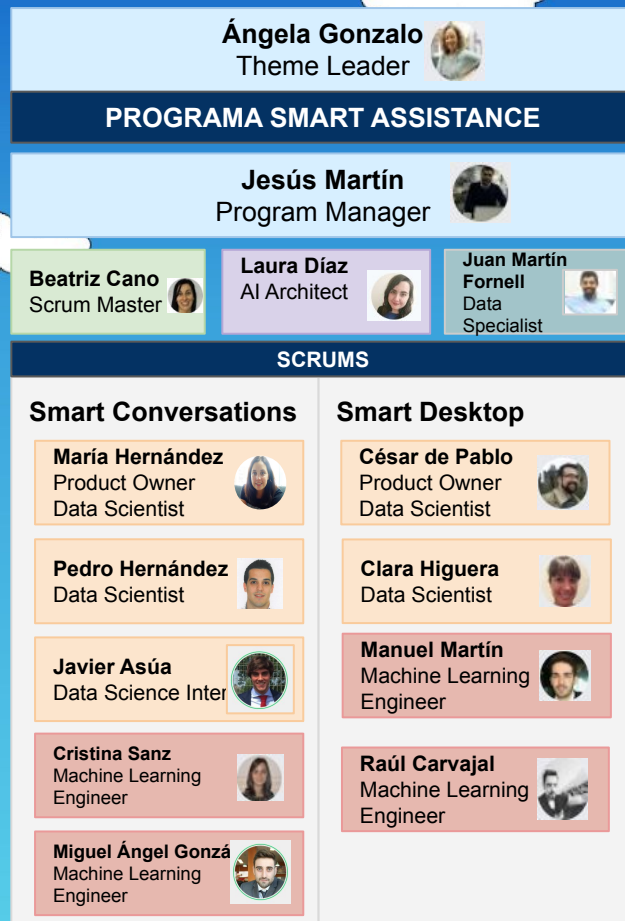 Ángela Gonzalo
Theme Leader
PROGRAMA SMART ASSISTANCE
Jesús Martín
Program Manager
Beatriz Cano
Scrum Master
Laura Díaz
AI Architect
Juan Martín
Fornell
Data
Specialist
SCRUMS
Smart Conversations
María Hernández
Product Owner
Data Scientist
Pedro Hernández
Data Scientist
Javier Asúa
Data Science Inter
Cristina Sanz
Machine Learning
Engineer
Miguel Ángel Gonzá
Machine Learning
Engineer
Smart Desktop
César de Pablo
Product Owner
Data Scientist
Clara Higuera
Data Scientist
Manuel Martín
Machine Learning
Engineer
Raúl Carvajal
Machine Learning
Engineer